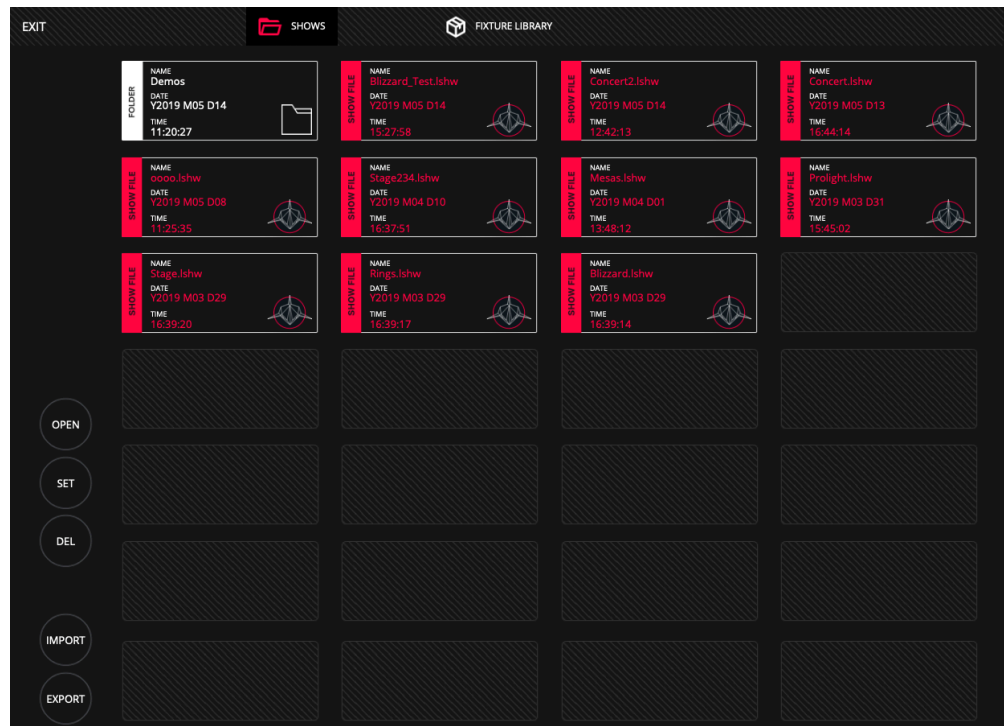 EXIT
SHOWS
FIXTURE LIBRARY
FOLDER
NAME
Demos
DATE
Y2019 M05 D14
TIME
11:20:27
SHOW FILE
NAME
Blizzard_Test.lshw
DATE
Y2019 M05 D14
TIME
15:27:58
SHOW FILE
NAME
Concert2.lshw
DATE
Y2019 M05 D14
TIME
12:42:13
SHOW FILE
NAME
Concert.lshw
DATE
Y2019 M05 D13
TIME
16:44:14
SHOW FILE
NAME
oooo.lshw
DATE
Y2019 M05 D08
TIME
11:25:35
SHOW FILE
NAME
Stage234.lshw
DATE
Y2019 M04 D10
TIME
16:37:51
SHOW FILE
NAME
Mesas.lshw
DATE
Y2019 M04 D01
TIME
13:48:12
SHOW FILE
NAME
Prolight.lshw
DATE
Y2019 M03 D31
TIME
15:45:02
SHOW FILE
NAME
Stage.lshw
DATE
Y2019 M03 D29
TIME
16:39:20
SHOW FILE
NAME
Rings.lshw
DATE
Y2019 M03 D29
TIME
16:39:17
SHOW FILE
NAME
Blizzard.lshw
DATE
Y2019 M03 D29
TIME
16:39:14
OPEN
SET
DEL
IMPORT
EXPORT